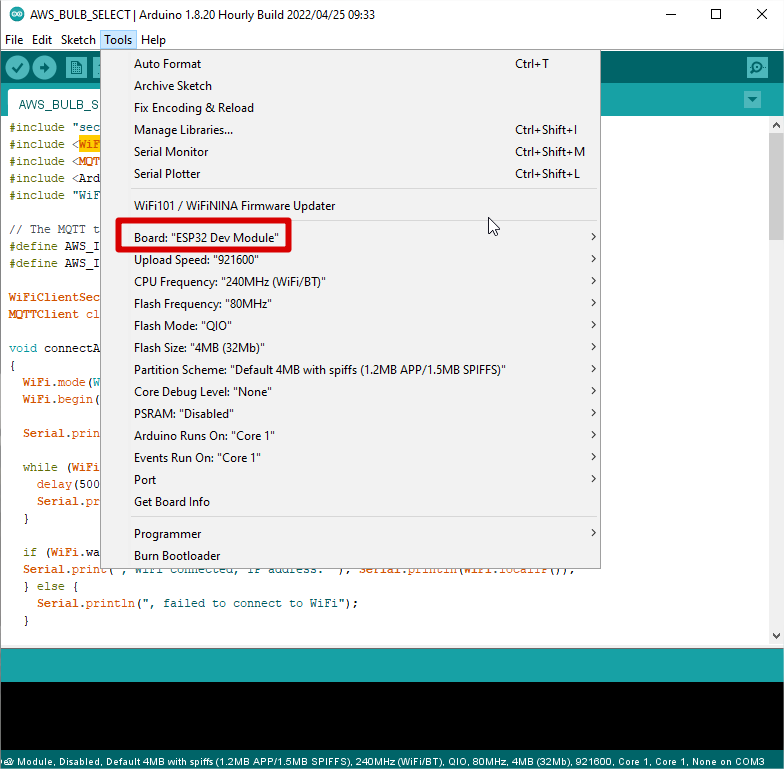 AWS_BULB_SELECT | Arduino 1.8.20 Hourly Build 2022/04/25 09:33
File Edit Sketch Tools Help
AWS_BULB_S
Auto Format Ctrl+T
Archive Sketch
Fix Encoding & Reload
Manage Libraries... Ctrl+Shift+I
Serial Monitor Ctrl+Shift+M
Serial Plotter Ctrl+Shift+L
WiFi101 / WiFiNINA Firmware Updater
Board: "ESP32 Dev Module"
Upload Speed: "921600"
CPU Frequency: "240MHz (WiFi/BT)"
Flash Frequency: "80MHz"
Flash Mode: "QIO"
Flash Size: "4MB (32Mb)"
Partition Scheme: "Default 4MB with spiffs (1.2MB APP/1.5MB SPIFFS)"
Core Debug Level: "None"
PSRAM: "Disabled"
Arduino Runs On: "Core 1"
Events Run On: "Core 1"
Port
Get Board Info
Programmer
Burn Bootloader
#include "sec
#include <WiF
#include <MQT
#include <Ard
#include "WiF
// The MQTT t
#define AWS_I
#define AWS_I
WiFiClientSec
MQTTClient cl
void connectA
{
WiFi.mode(W
WiFi.begin(
Serial.prin
while (WiFi
delay(500
Serial.pr
}
if (WiFi.wa
Serial.print(", WiFi connected, IP address: "); Serial.println(WiFi.localIP());
} else {
Serial.println(", failed to connect to WiFi");
}
Module, Disabled, Default 4MB with spiffs (1.2MB APP/1.5MB SPIFFS), 240MHz (WiFi/BT), QIO, 80MHz, 4MB (32Mb), 921600, Core 1, Core 1, None on COM3